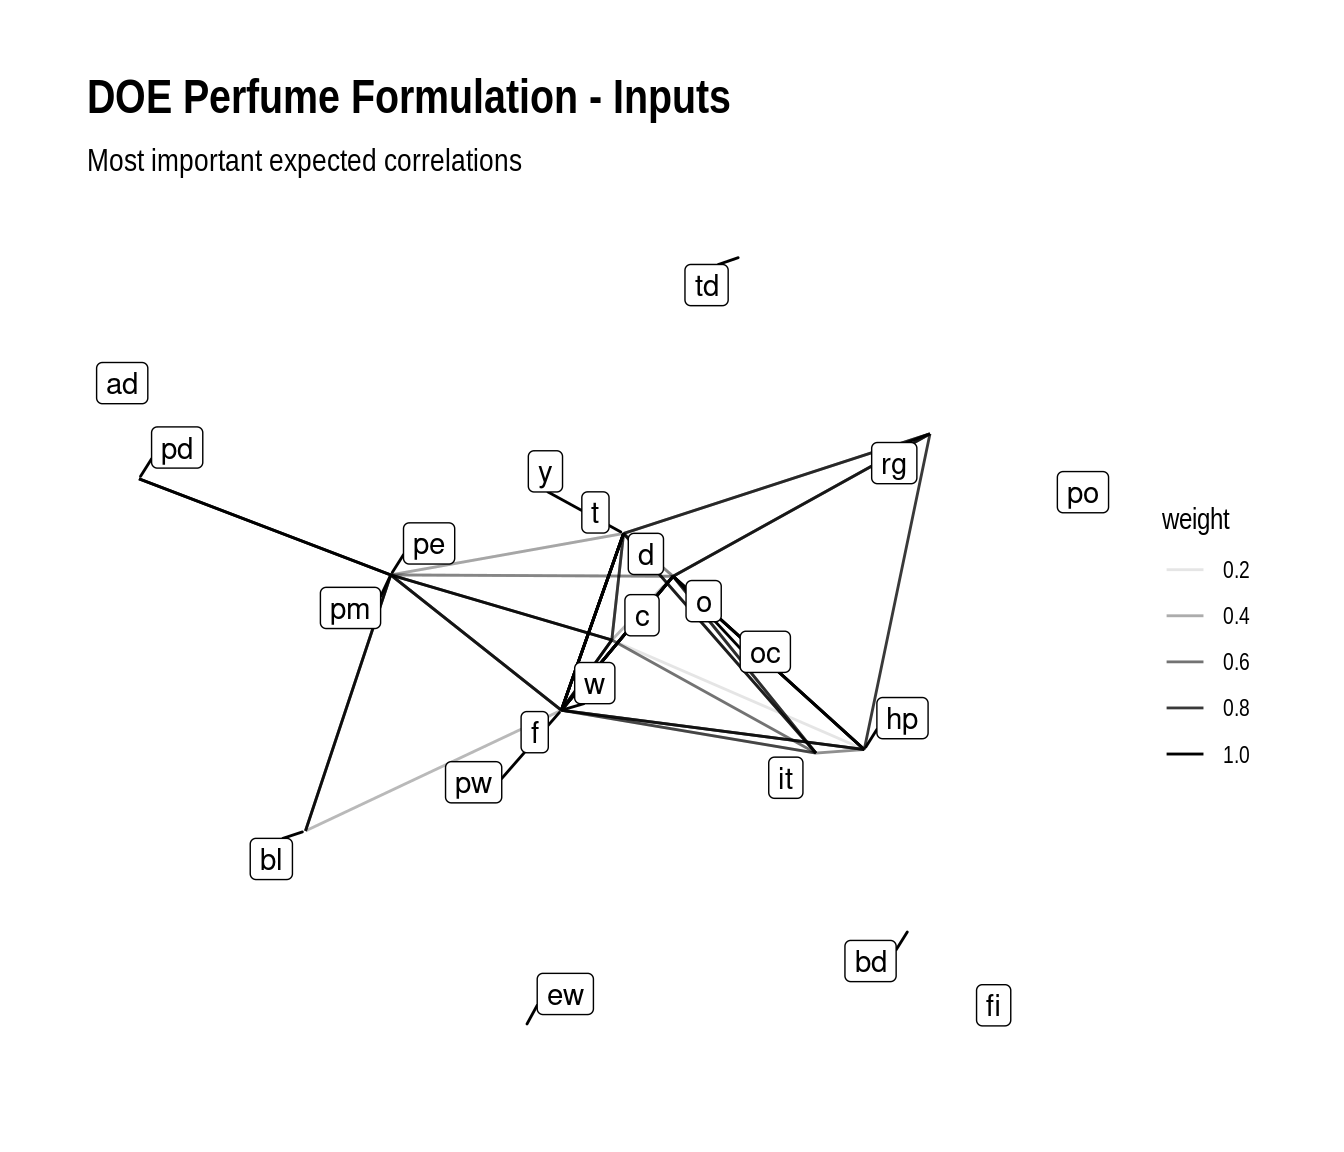 DOE Perfume Formulation - Inputs
Most important expected correlations
td
ad
pd
y
rg
po
t
weight
pe
d
0.2
pm
c
o
0.4
oc
0.6
w
hp
0.8
f
1.0
pw
it
bl
bd
ew
fi